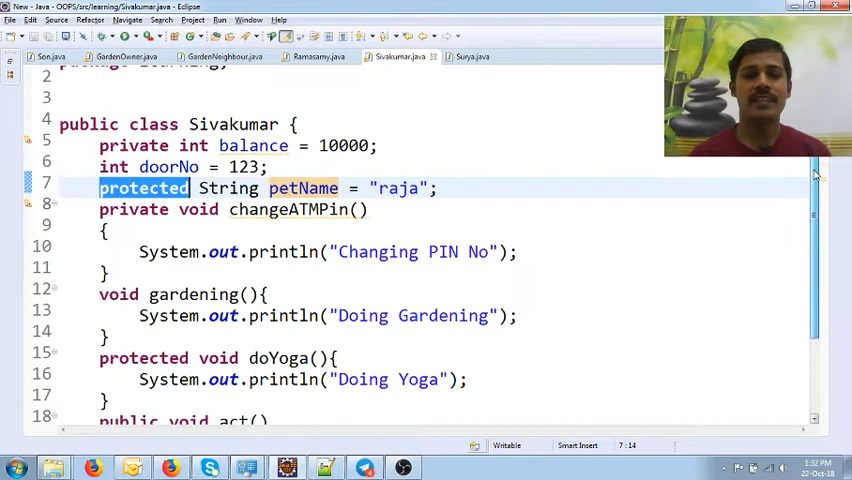 New - Java - OOPS/src/learning/Sivakumar.java - Eclipse
File Edit Source Refactor Navigate Search Project Run Window Help
Son.java GardenOwner.java GardenNeighbour.java Ramasamy.java Sivakumar.java Surya.java
2
3
4 public class Sivakumar {
5 private int balance = 10000;
6 int doorNo = 123;
7 protected String petName = "raja";
8 private void changeATMPin()
9 {
10 System.out.println("Changing PIN No");
11 }
12 void gardening(){
13 System.out.println("Doing Gardening");
14 }
15 protected void doYoga(){
16 System.out.println("Doing Yoga");
17 }
18 public void act()
Writable Smart Insert 7 : 14
1:32 PM
22-Oct-18